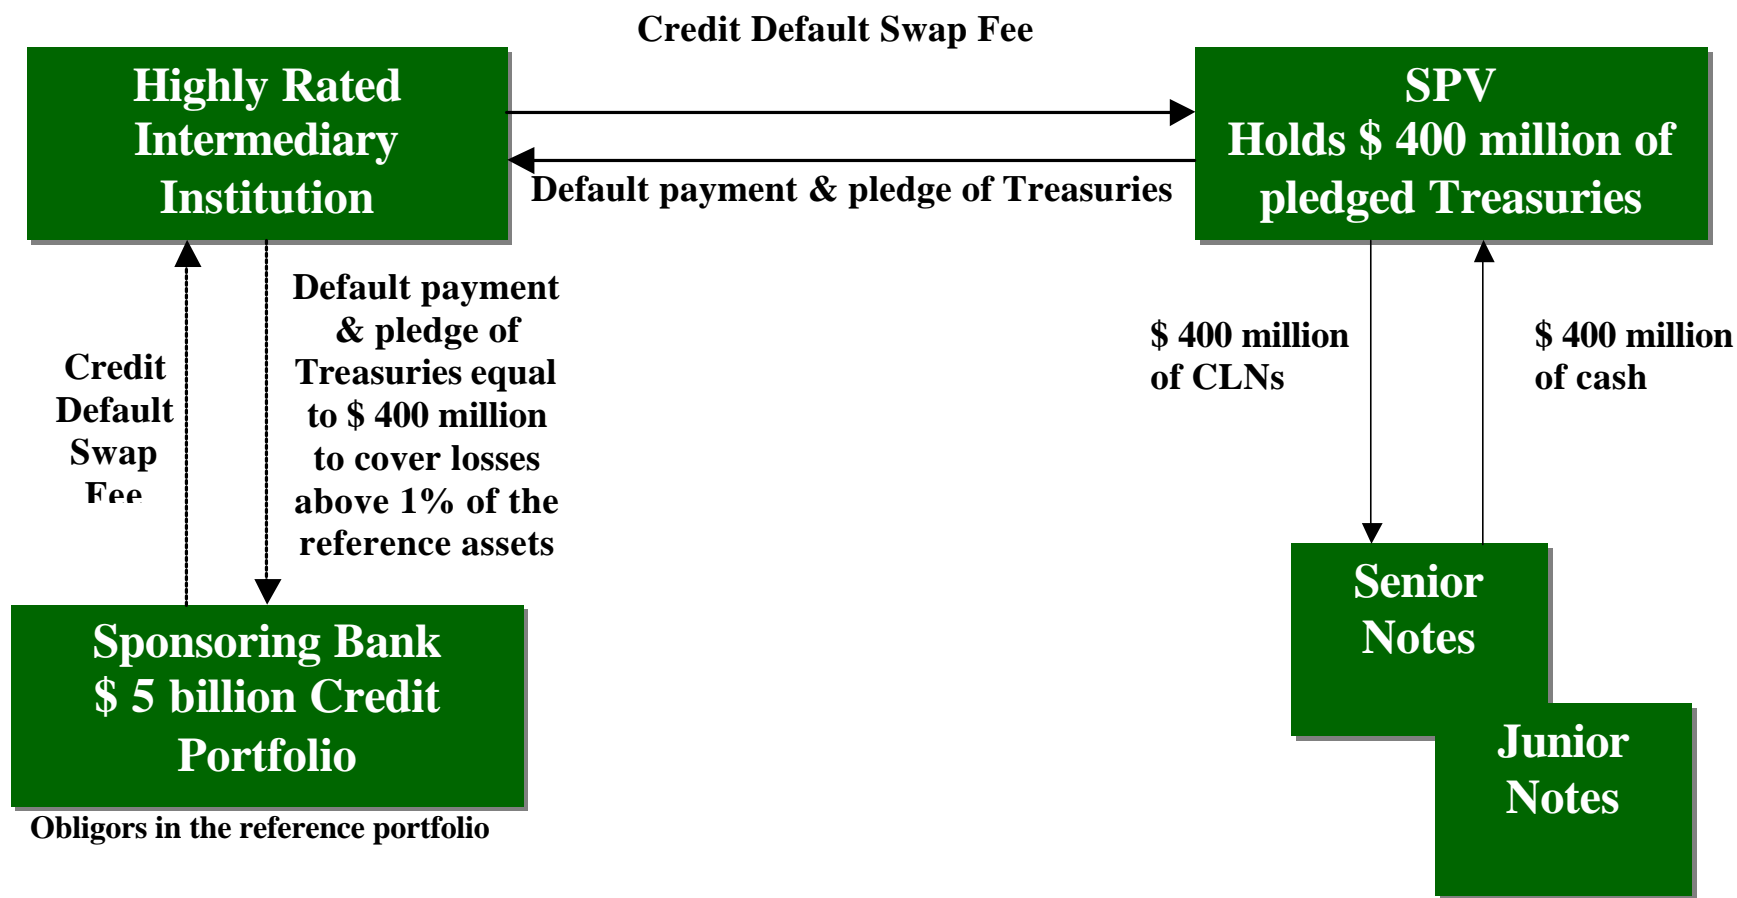 Credit Default Swap Fee
Highly Rated
Intermediary
Institution
SPV
Holds $ 400 million of
pledged Treasuries
Default payment & pledge of Treasuries
Default payment
& pledge of
Treasuries equal
to $ 400 million
to cover losses
above 1% of the
reference assets
Credit
Default
Swap
Fee
$ 400 million
of CLNs
$ 400 million
of cash
Sponsoring Bank
$ 5 billion Credit
Portfolio
Obligors in the reference portfolio
Senior
Notes
Junior
Notes